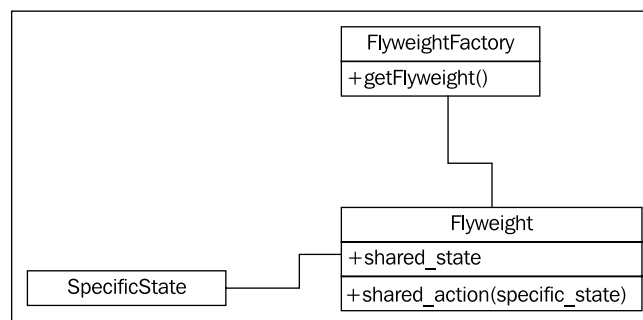 FlyweightFactory
+getFlyweight()
Flyweight
+shared_state
+shared_action(specific_state)
SpecificState